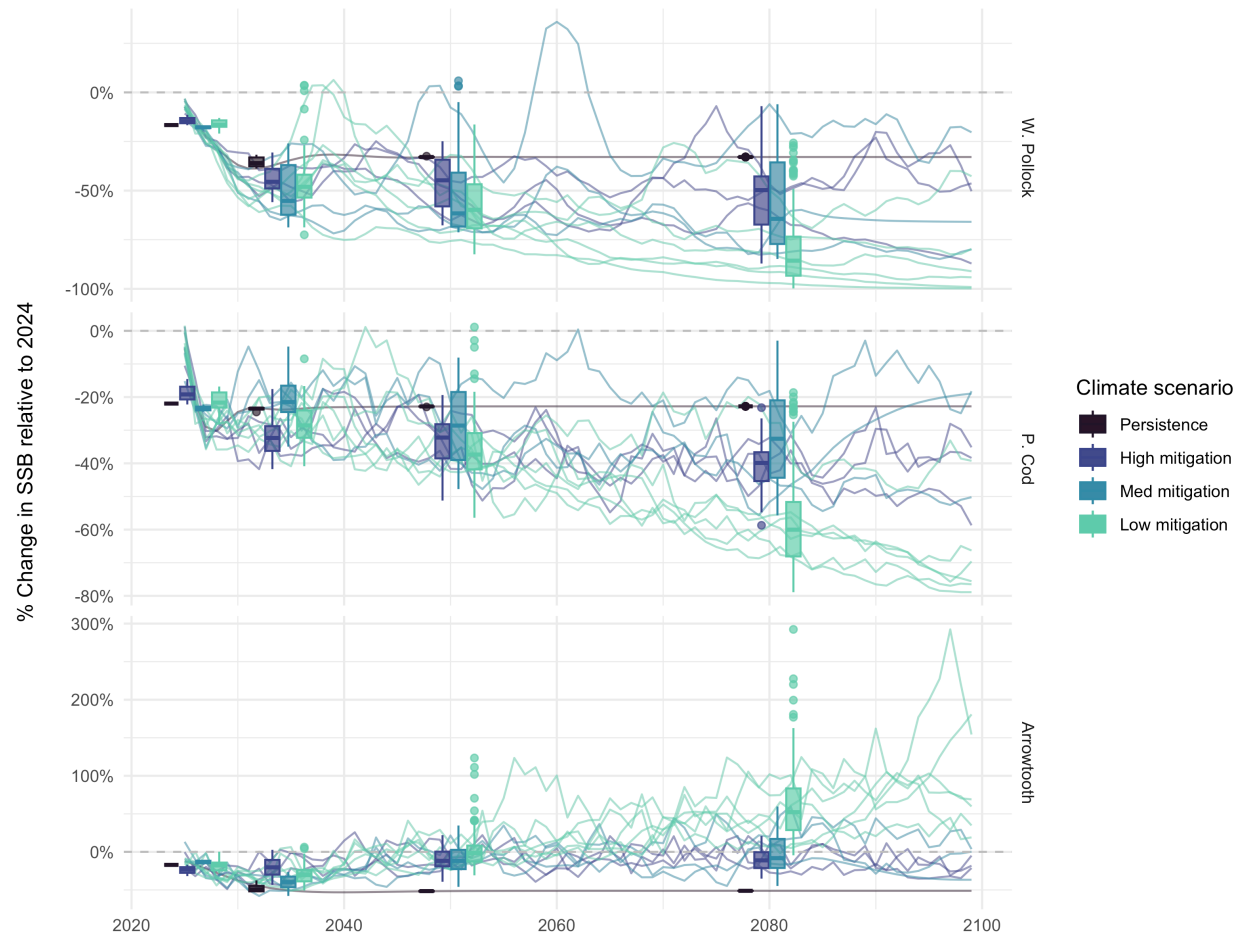 % Change in SSB relative to 2024
0%
-50%
-100%
W. Pollock
0%
-20%
-40%
-60%
-80%
P. Cod
300%
200%
100%
0%
Arrowtooth
2020
2040
2060
2080
2100
Climate scenario
Persistence
High mitigation
Med mitigation
Low mitigation